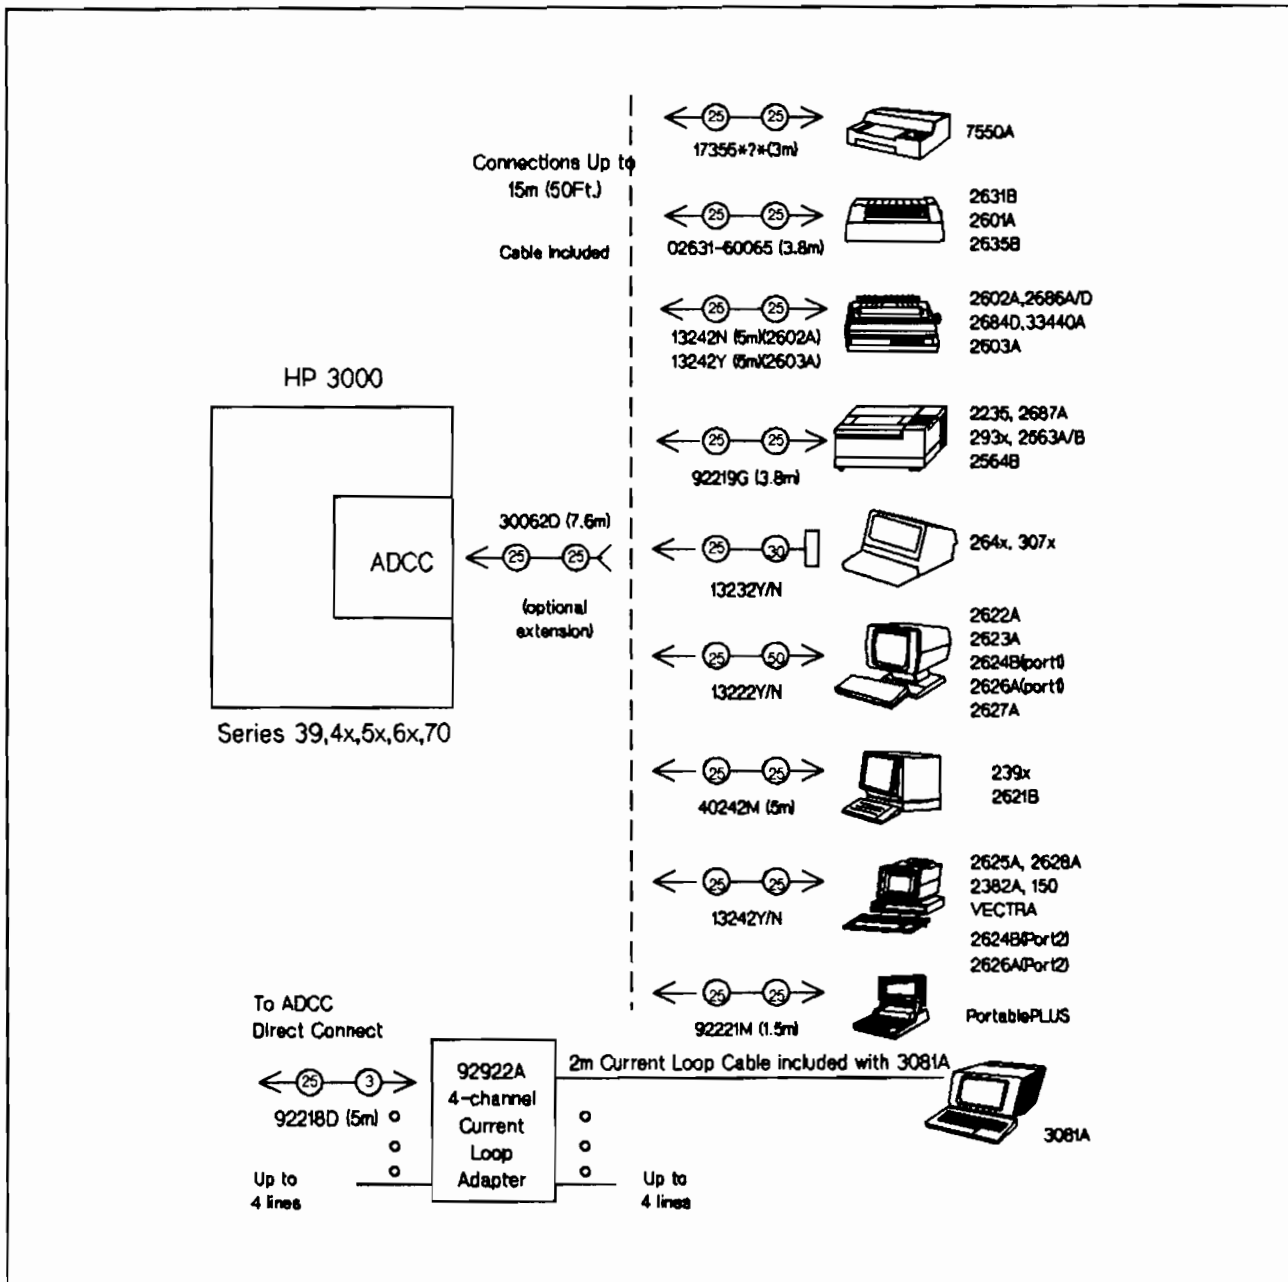 25 25
17355*?*(3m)
7550A
Connections Up to
15m (50Ft.)
Cable Included
25 25
02631-60065 (3.8m)
2631B
2601A
2635B
25 25
13242N (5m)(2602A)
13242Y (5m)(2603A)
2602A,2686A/D
2684D,33440A
2603A
HP 3000
ADCC
Series 39,4x,5x,6x,70
25 25
92219G (3.8m)
2235, 2687A
293x, 2563A/B
2564B
30062D (7.6m)
25 25
(optional
extension)
25 30
13232Y/N
264x, 307x
25 50
13222Y/N
2622A
2623A
2624B(port1)
2626A(port1)
2627A
25 25
40242M (5m)
239x
2621B
25 25
13242Y/N
2625A, 2628A
2382A, 150
VECTRA
2624B(Port2)
2626A(Port2)
25 25
92221M (1.5m)
PortablePLUS
To ADCC
Direct Connect
25 3
92218D (5m)
Up to
4 lines
92922A
4-channel
Current
Loop
Adapter
2m Current Loop Cable included with 3081A
3081A
Up to
4 lines